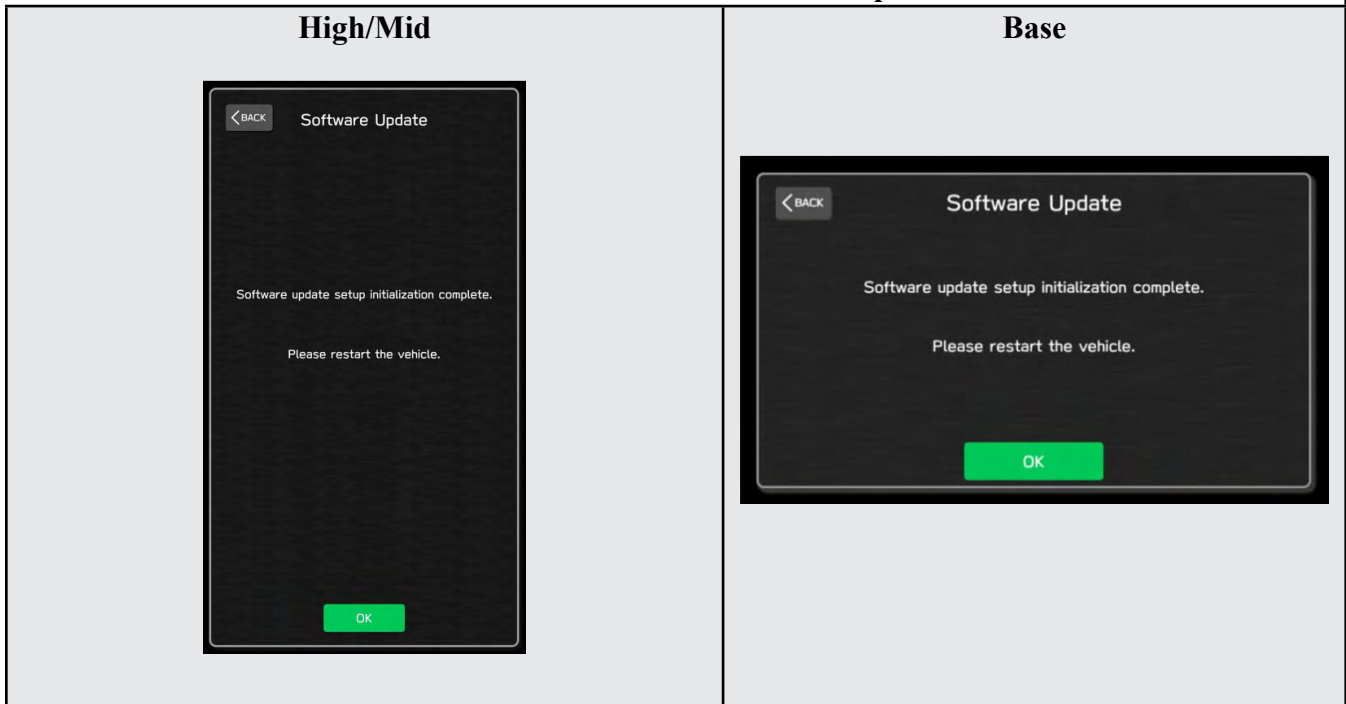 High/Mid
Base
BACK
Software Update
Software update setup initialization complete.
Please restart the vehicle.
OK
BACK
Software Update
Software update setup initialization complete.
Please restart the vehicle.
OK